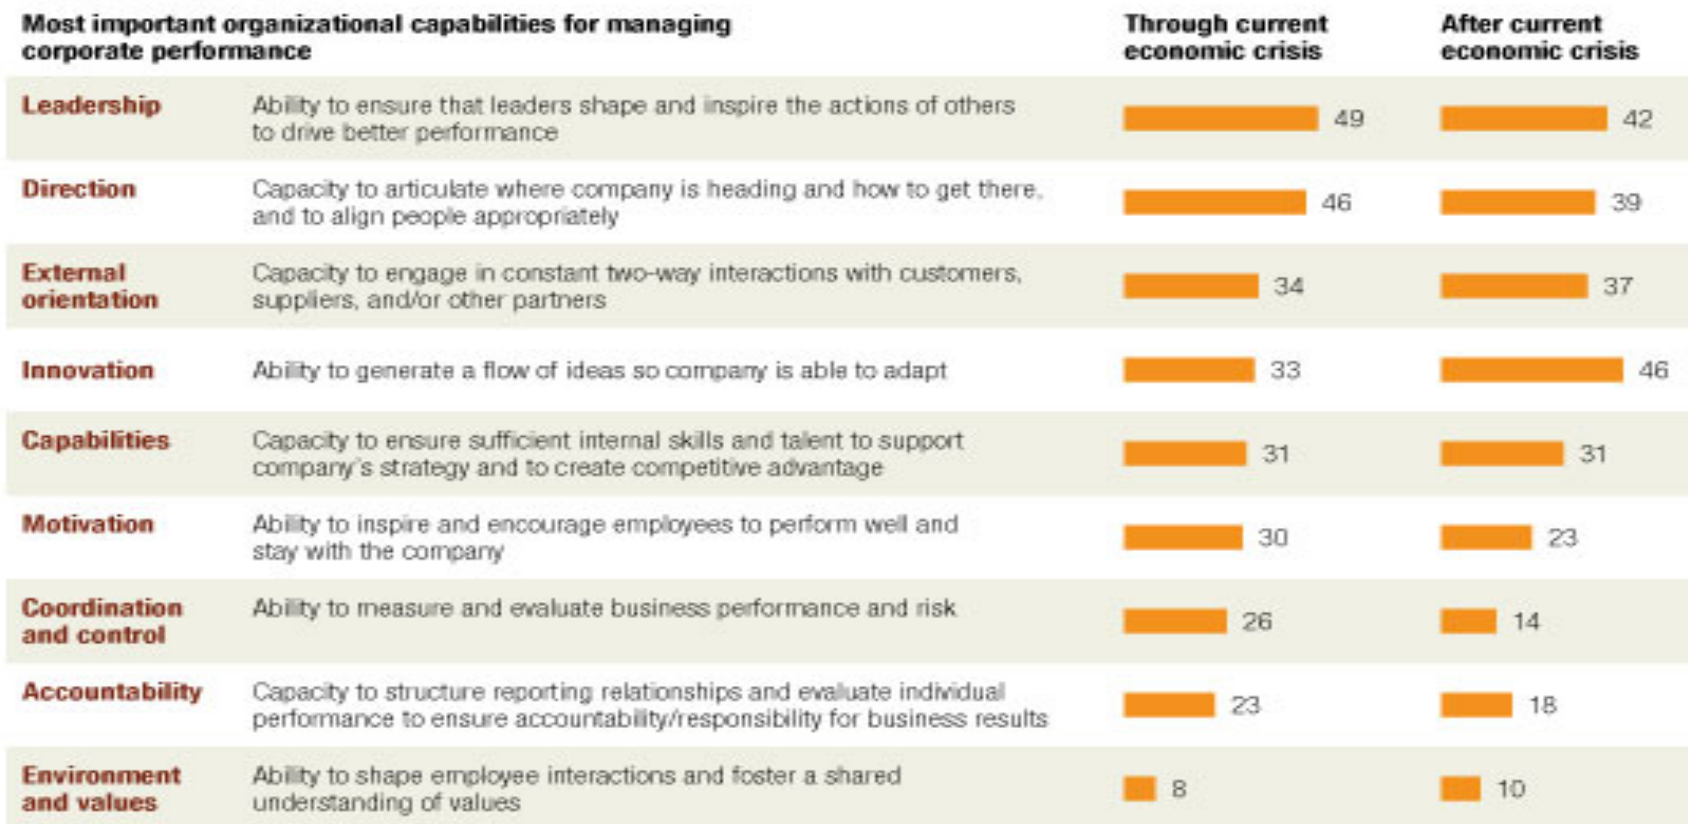 Most important organizational capabilities for managing
corporate performance
Through current
economic crisis
After current
economic crisis
Leadership
Ability to ensure that leaders shape and inspire the actions of others
to drive better performance
49
42
Direction
Capacity to articulate where company is heading and how to get there,
and to align people appropriately
46
39
External
orientation
Capacity to engage in constant two-way interactions with customers,
suppliers, and/or other partners
34
37
Innovation
Ability to generate a flow of ideas so company is able to adapt
33
46
Capabilities
Capacity to ensure sufficient internal skills and talent to support
company's strategy and to create competitive advantage
31
31
Motivation
Ability to inspire and encourage employees to perform well and
stay with the company
30
23
Coordination
and control
Ability to measure and evaluate business performance and risk
26
14
Accountability
Capacity to structure reporting relationships and evaluate individual
performance to ensure accountability/responsibility for business results
23
18
Environment
and values
Ability to shape employee interactions and foster a shared
understanding of values
8
10